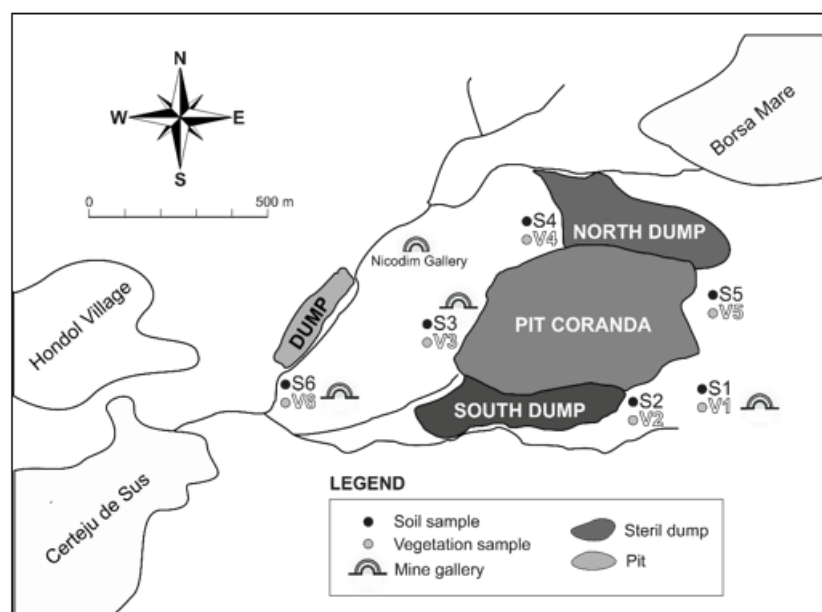 N
W
E
S
0
500 m
Borsa Mare
S4
V4
NORTH DUMP
Nicodim Gallery
S5
V5
DUMP
Hondol Village
S3
V3
PIT CORANDA
S6
V6
SOUTH DUMP
S2
V2
S1
V1
Certeju de Sus
LEGEND
Soil sample
Vegetation sample
Mine gallery
Steril dump
Pit